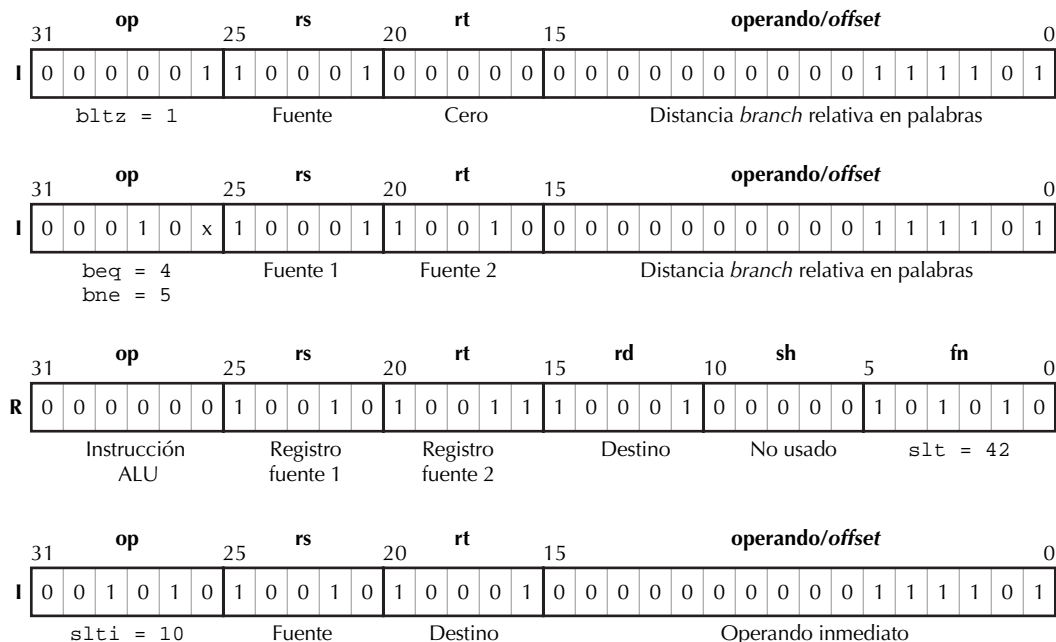 op rs rt operando/offset
31 25 20 15 0
I 0 0 0 0 0 1 1 0 0 0 1 0 0 0 0 0 0 0 0 0 0 0 0 0 0 0 1 1 1 1 0 1
bltz = 1 Fuente Cero Distancia branch relativa en palabras
op rs rt operando/offset
31 25 20 15 0
I 0 0 0 1 0 x 1 0 0 0 1 1 0 0 1 0 0 0 0 0 0 0 0 0 0 0 1 1 1 1 0 1
beq = 4 Fuente 1 Fuente 2 Distancia branch relativa en palabras
bne = 5
op rs rt rd sh fn
31 25 20 15 10 5 0
R 0 0 0 0 0 0 1 0 0 1 0 1 0 0 1 1 1 0 0 0 1 0 0 0 0 0 1 0 1 0 1 0
Instrucción Registro Registro Destino No usado slt = 42
ALU fuente 1 fuente 2
op rs rt operando/offset
31 25 20 15 0
I 0 0 1 0 1 0 1 0 0 1 0 1 0 0 0 1 0 0 0 0 0 0 0 0 0 0 1 1 1 1 0 1
slti = 10 Fuente Destino Operando inmediato